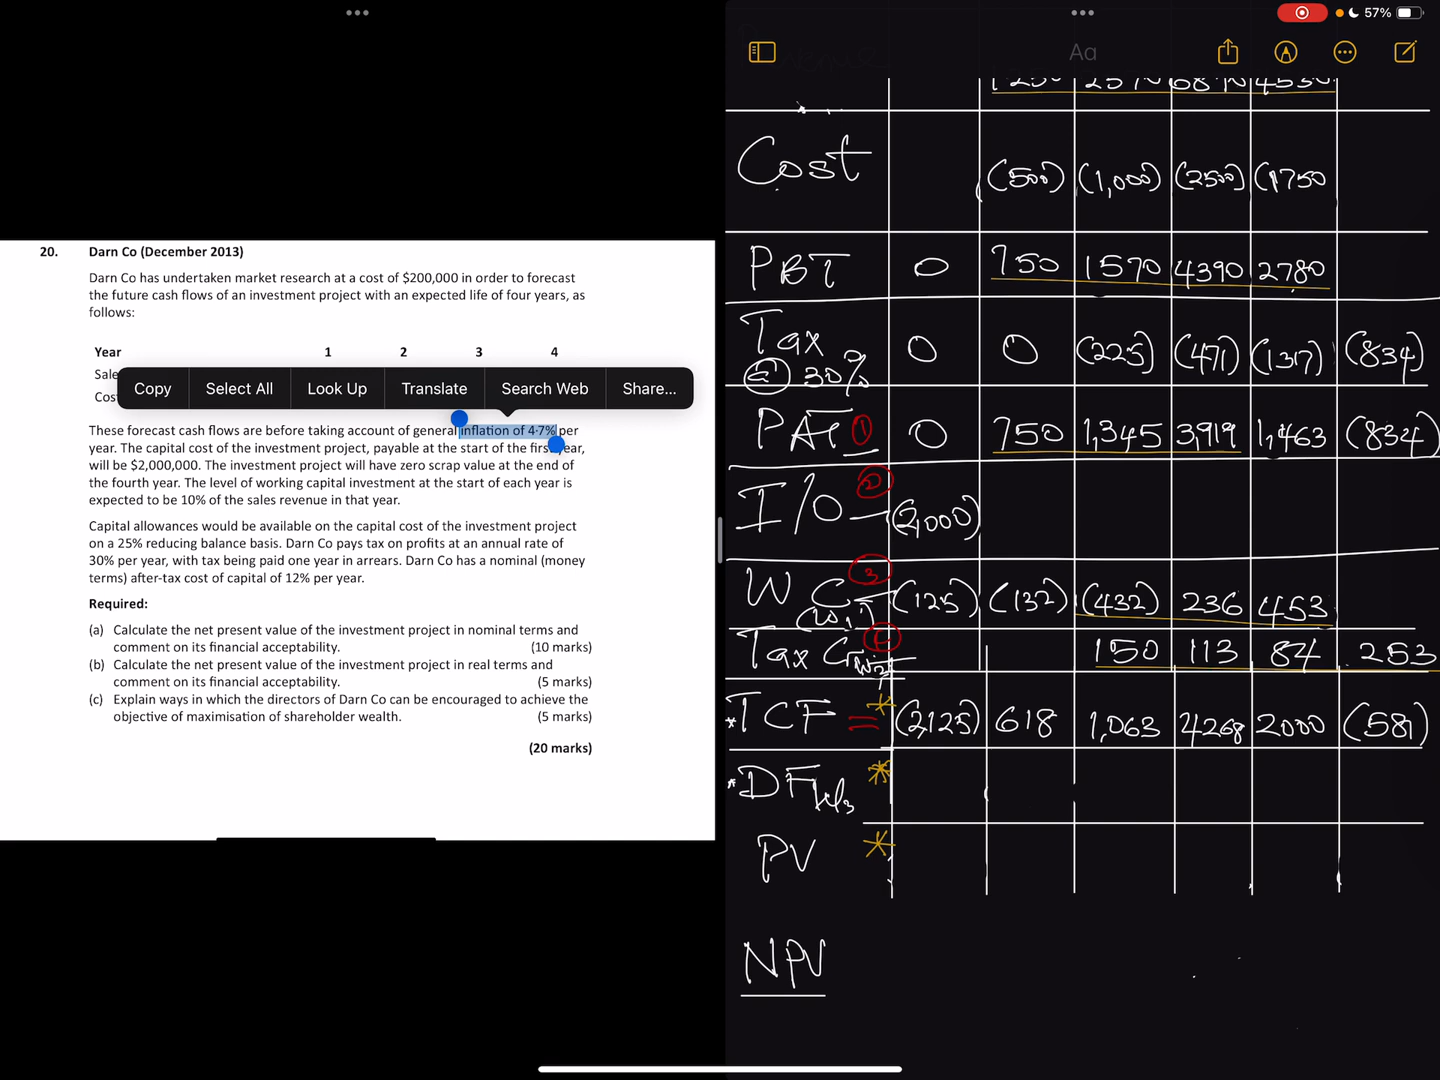 57%
Aa
20. Darn Co (December 2013)
Darn Co has undertaken market research at a cost of $200,000 in order to forecast
the future cash flows of an investment project with an expected life of four years, as
follows:
Year 1 2 3 4
Sale
Cos
Copy Select All Look Up Translate Search Web Share...
These forecast cash flows are before taking account of general inflation of 4·7% per
year. The capital cost of the investment project, payable at the start of the first year,
will be $2,000,000. The investment project will have zero scrap value at the end of
the fourth year. The level of working capital investment at the start of each year is
expected to be 10% of the sales revenue in that year.
Capital allowances would be available on the capital cost of the investment project
on a 25% reducing balance basis. Darn Co pays tax on profits at an annual rate of
30% per year, with tax being paid one year in arrears. Darn Co has a nominal (money
terms) after-tax cost of capital of 12% per year.
Required:
(a) Calculate the net present value of the investment project in nominal terms and
comment on its financial acceptability. (10 marks)
(b) Calculate the net present value of the investment project in real terms and
comment on its financial acceptability. (5 marks)
(c) Explain ways in which the directors of Darn Co can be encouraged to achieve the
objective of maximisation of shareholder wealth. (5 marks)
(20 marks)
1250 2570 6890 4530
Cost (500) (1,000) (2500) (1750
PBT 0 750 1570 4390 2780
Tax @ 30% 0 0 (225) (471) (1317) (834)
PAT 1 0 750 1,345 3,919 1,463 (834)
I/O 2 (2,000)
WC 3 (W1) (125) (132) (432) 236 453
Tax 150 113 84 253
*TCF = * (2,125) 618 1,063 4268 2000 (581)
*DF W3 *
PV *
NPV